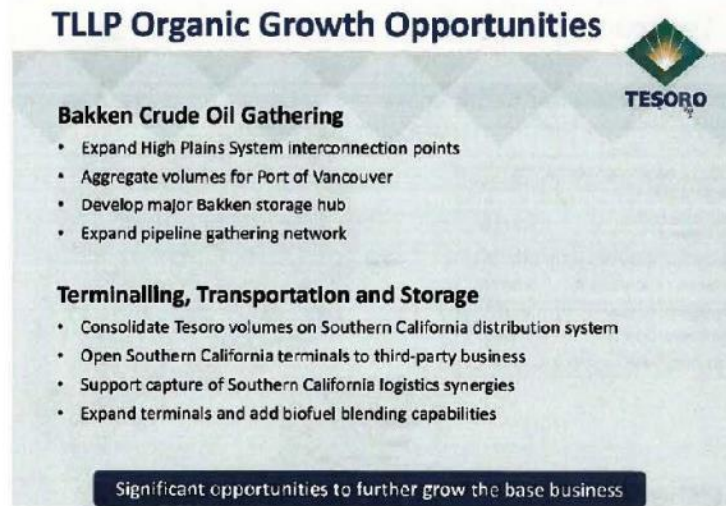 TLLP Organic Growth Opportunities
TESORO
Bakken Crude Oil Gathering
• Expand High Plains System interconnection points
• Aggregate volumes for Port of Vancouver
• Develop major Bakken storage hub
• Expand pipeline gathering network
Terminalling, Transportation and Storage
• Consolidate Tesoro volumes on Southern California distribution system
• Open Southern California terminals to third-party business
• Support capture of Southern California logistics synergies
• Expand terminals and add biofuel blending capabilities
Significant opportunities to further grow the base business